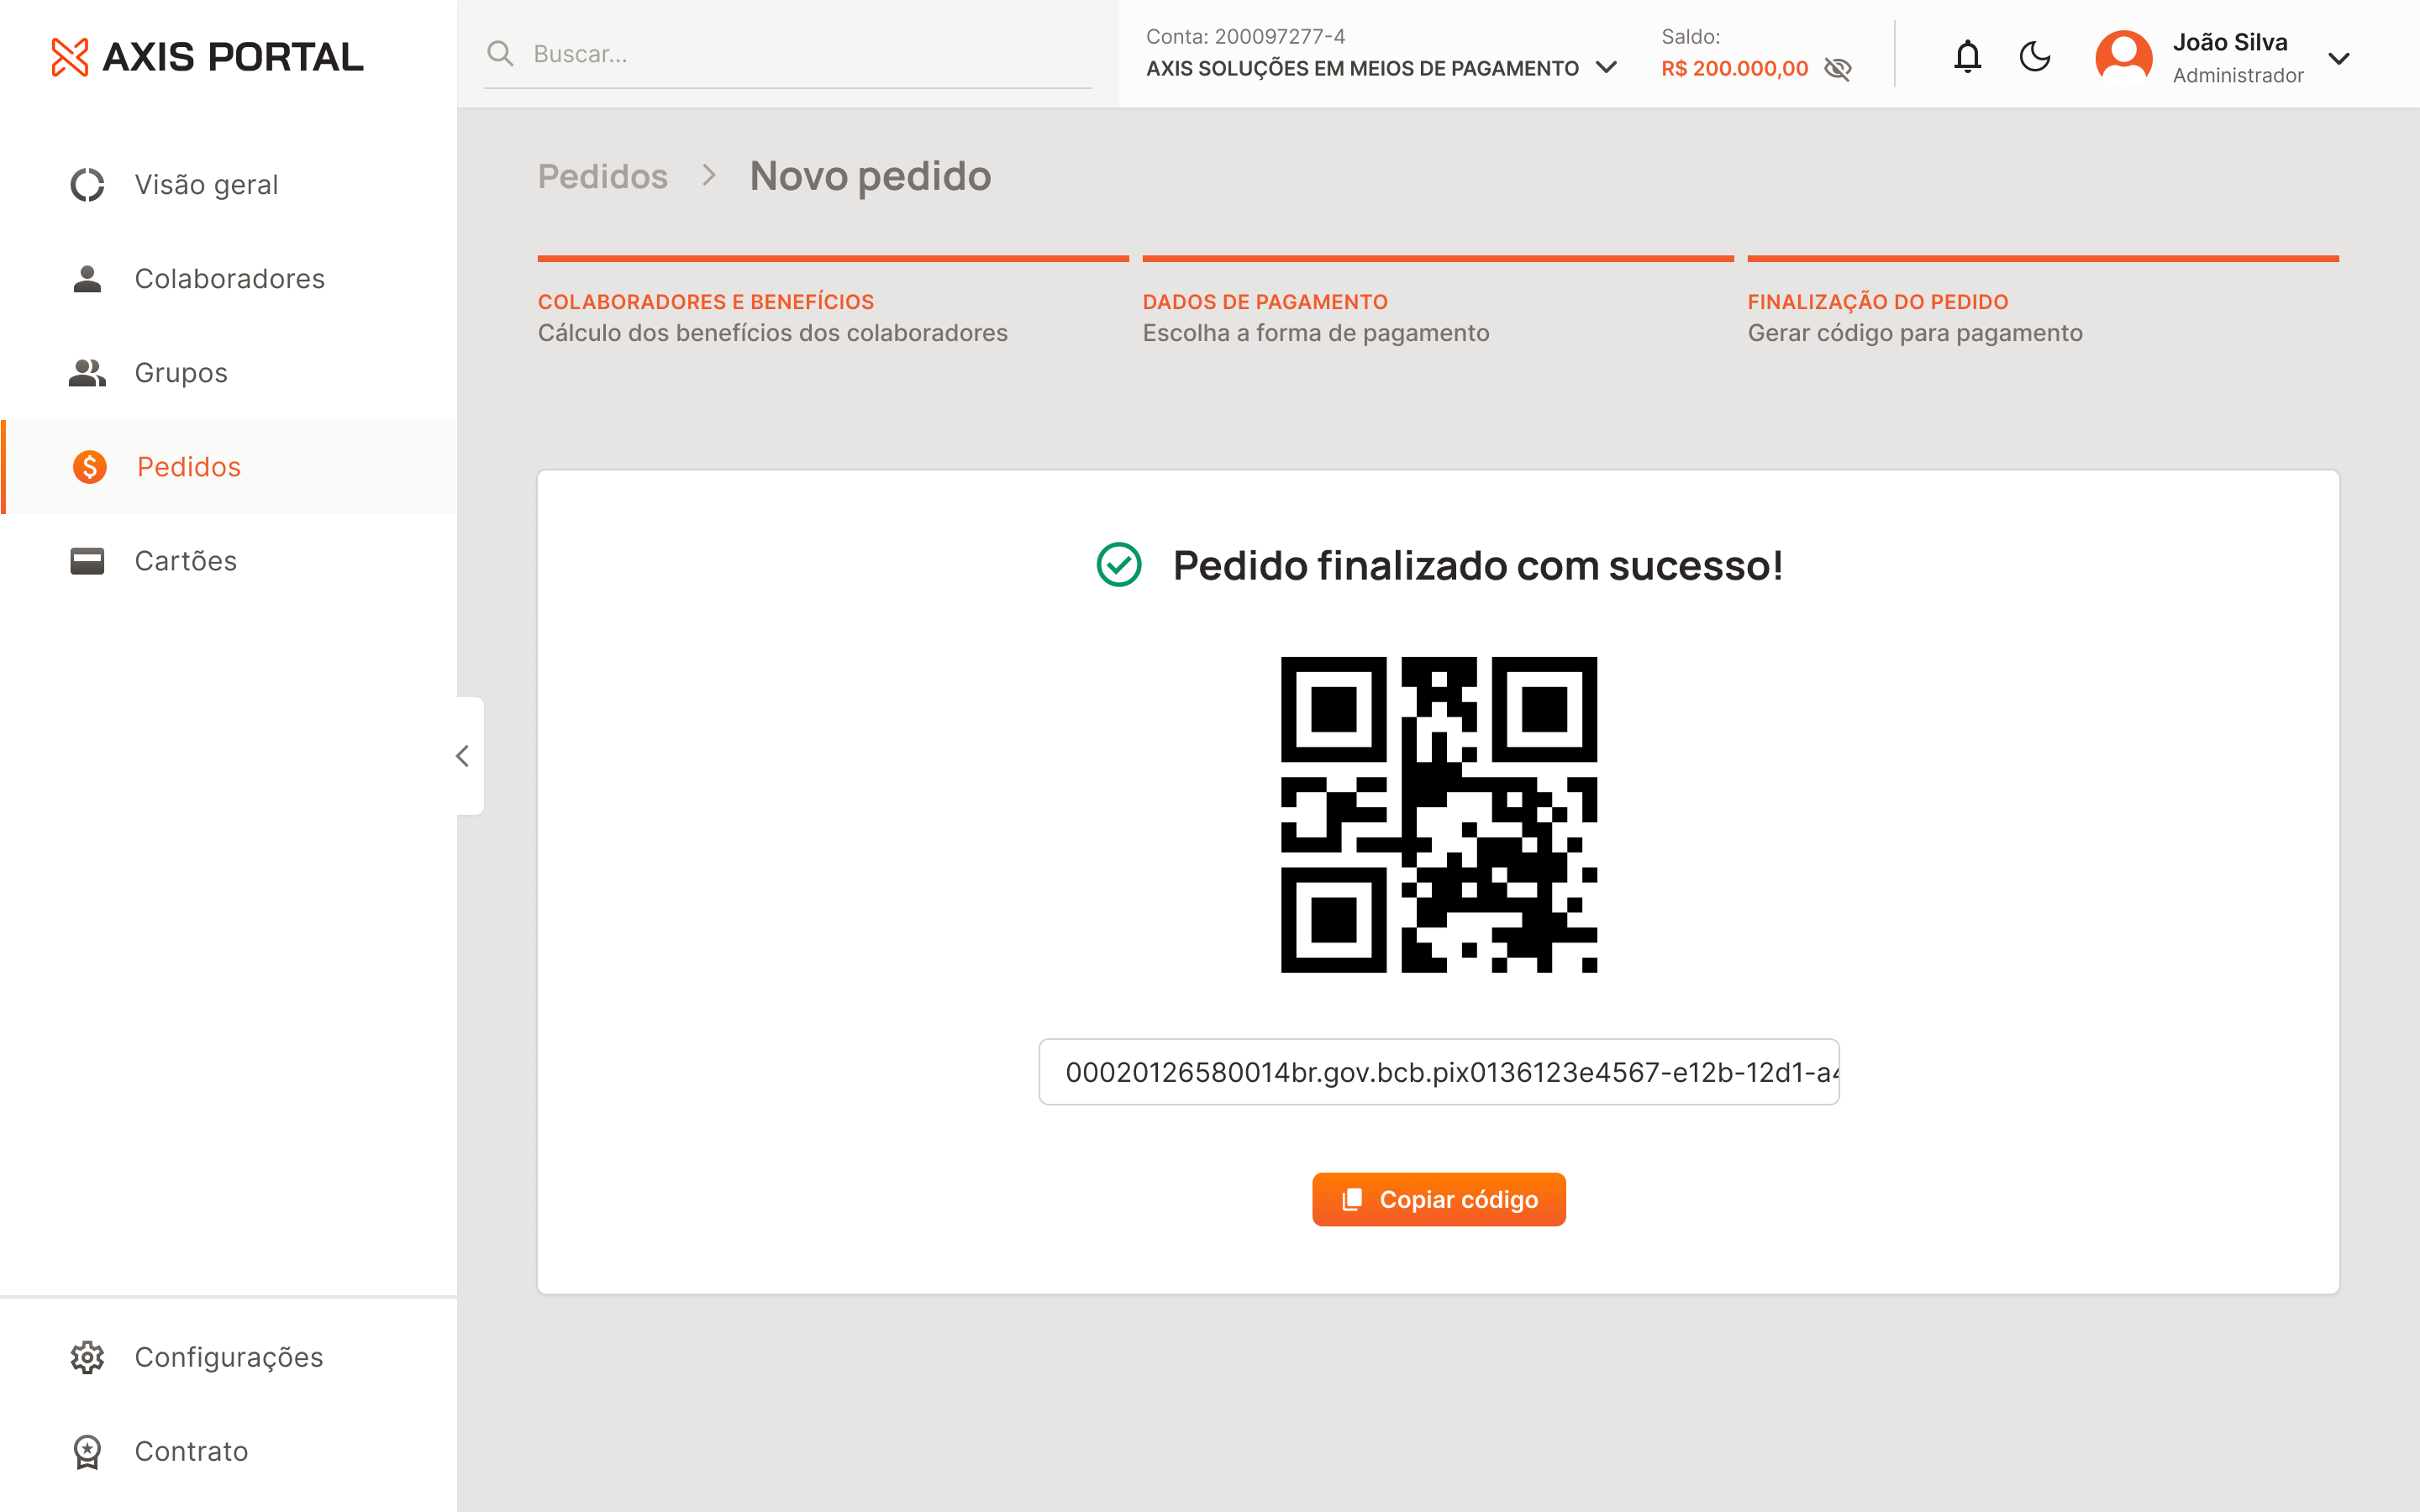 AXIS PORTAL
Buscar...
Conta: 200097277-4
AXIS SOLUÇÕES EM MEIOS DE PAGAMENTO
Saldo:
R$ 200.000,00
João Silva
Administrador
Visão geral
Colaboradores
Grupos
Pedidos
Cartões
Configurações
Contrato
Pedidos > Novo pedido
COLABORADORES E BENEFÍCIOS
Cálculo dos benefícios dos colaboradores
DADOS DE PAGAMENTO
Escolha a forma de pagamento
FINALIZAÇÃO DO PEDIDO
Gerar código para pagamento
Pedido finalizado com sucesso!
00020126580014br.gov.bcb.pix0136123e4567-e12b-12d1-a4
Copiar código